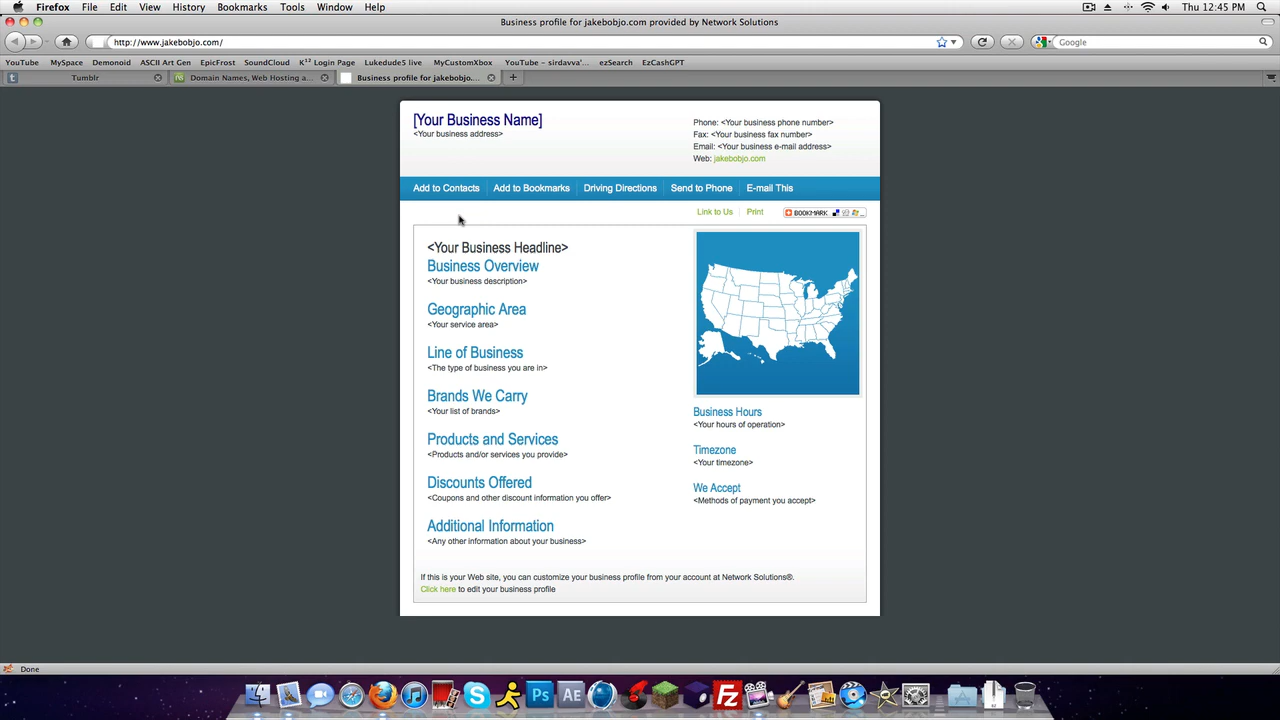 Firefox File Edit View History Bookmarks Tools Window Help Thu 12:45 PM
Business profile for jakebobjo.com provided by Network Solutions
http://www.jakebobjo.com/ Google
YouTube MySpace Demonoid ASCII Art Gen EpicFrost SoundCloud K¹² Login Page Lukedude5 live MyCustomXbox YouTube - sirdavva'... ezSearch EzCashGPT
Tumblr Domain Names, Web Hosting a... Business profile for jakebobjo....
[Your Business Name]
<Your business address>
Phone: <Your business phone number>
Fax: <Your business fax number>
Email: <Your business e-mail address>
Web: jakebobjo.com
Add to Contacts Add to Bookmarks Driving Directions Send to Phone E-mail This
Link to Us Print BOOKMARK
<Your Business Headline>
Business Overview
<Your business description>
Geographic Area
<Your service area>
Line of Business
<The type of business you are in>
Brands We Carry
<Your list of brands>
Products and Services
<Products and/or services you provide>
Discounts Offered
<Coupons and other discount information you offer>
Additional Information
<Any other information about your business>
Business Hours
<Your hours of operation>
Timezone
<Your timezone>
We Accept
<Methods of payment you accept>
If this is your Web site, you can customize your business profile from your account at Network Solutions®.
Click here to edit your business profile
Done
Ps Ae Fz